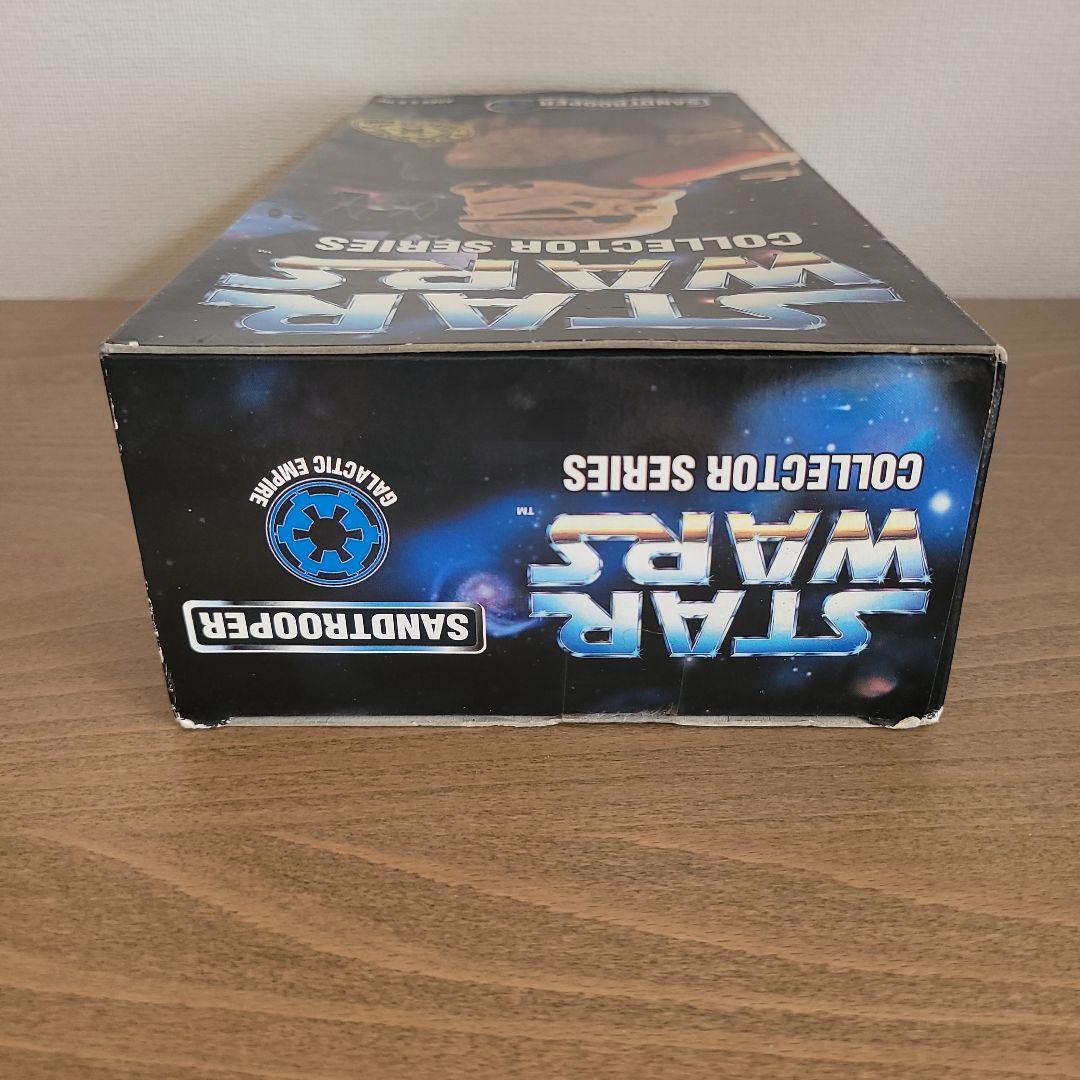 STAR
WARS
™
COLLECTOR SERIES
SANDTROOPER
GALACTIC EMPIRE
STAR
WARS
COLLECTOR SERIES
SANDTROOPER